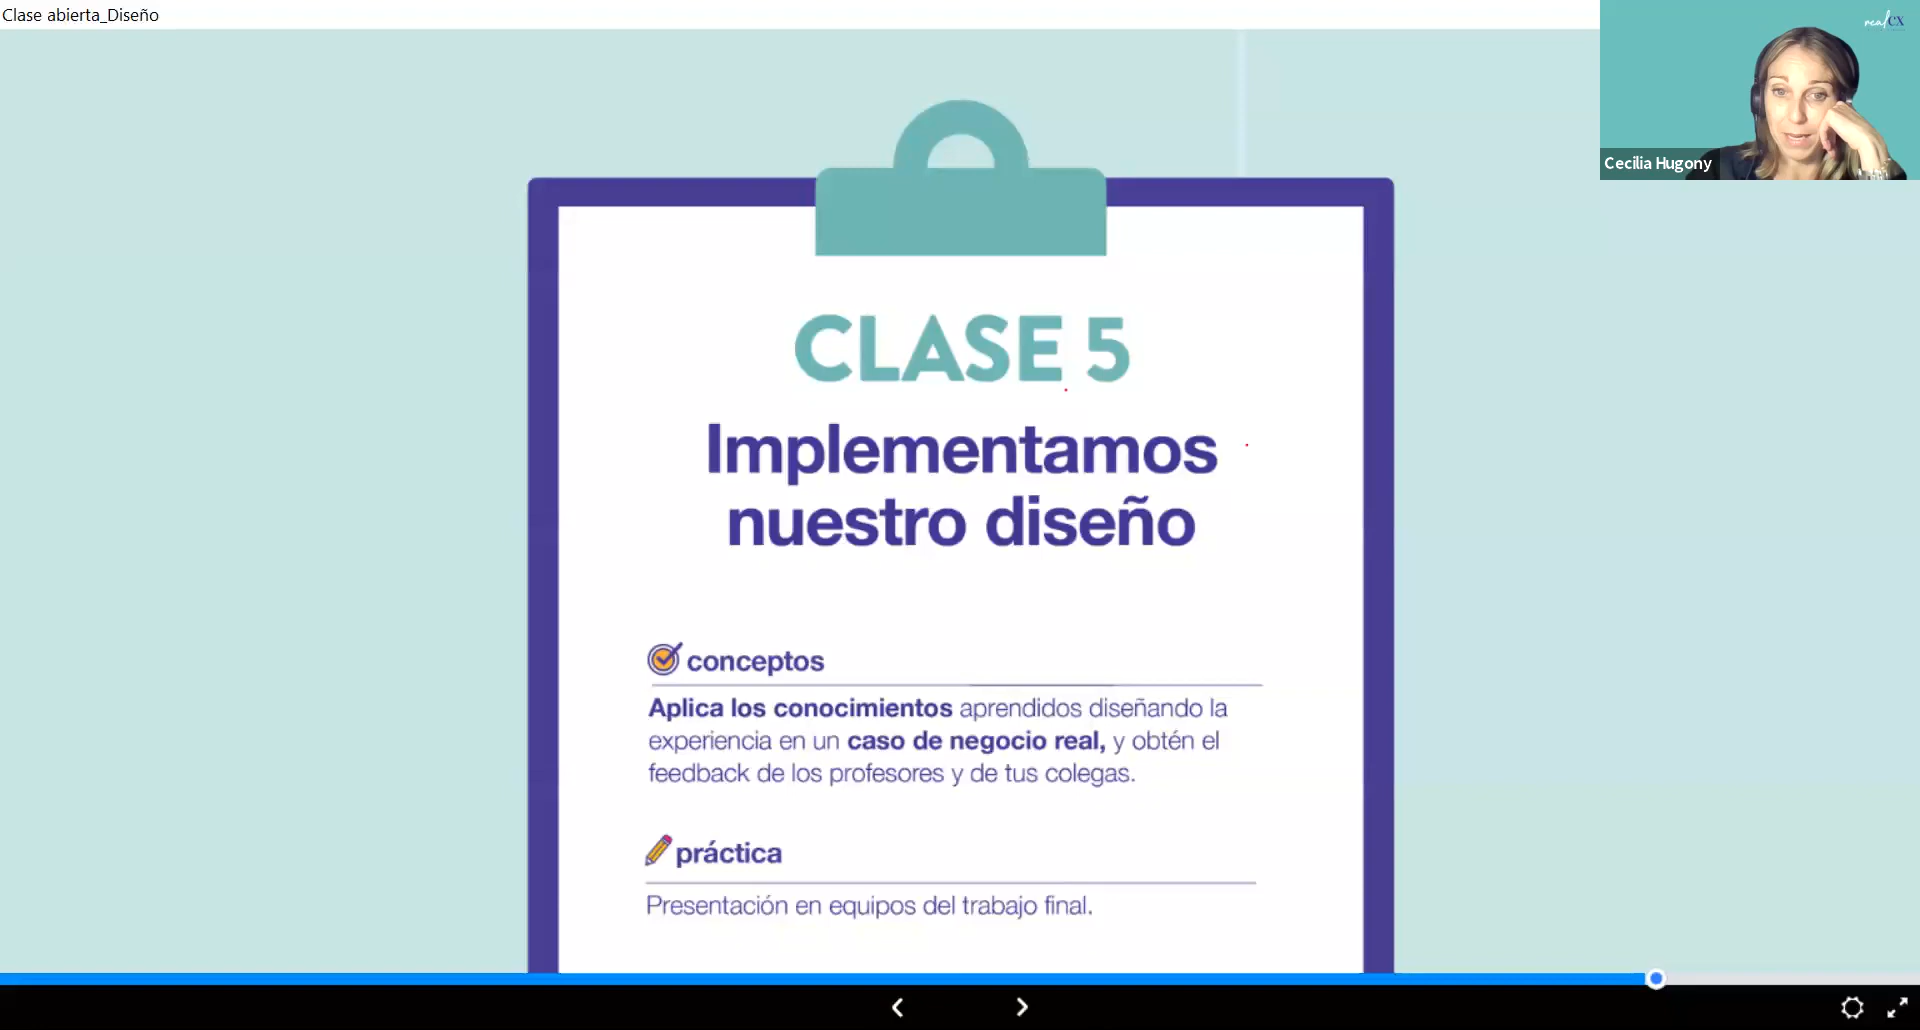 Clase abierta_Diseño
real CX
Cecilia Hugony
CLASE 5
Implementamos
nuestro diseño
conceptos
Aplica los conocimientos aprendidos diseñando la
experiencia en un caso de negocio real, y obtén el
feedback de los profesores y de tus colegas.
práctica
Presentación en equipos del trabajo final.